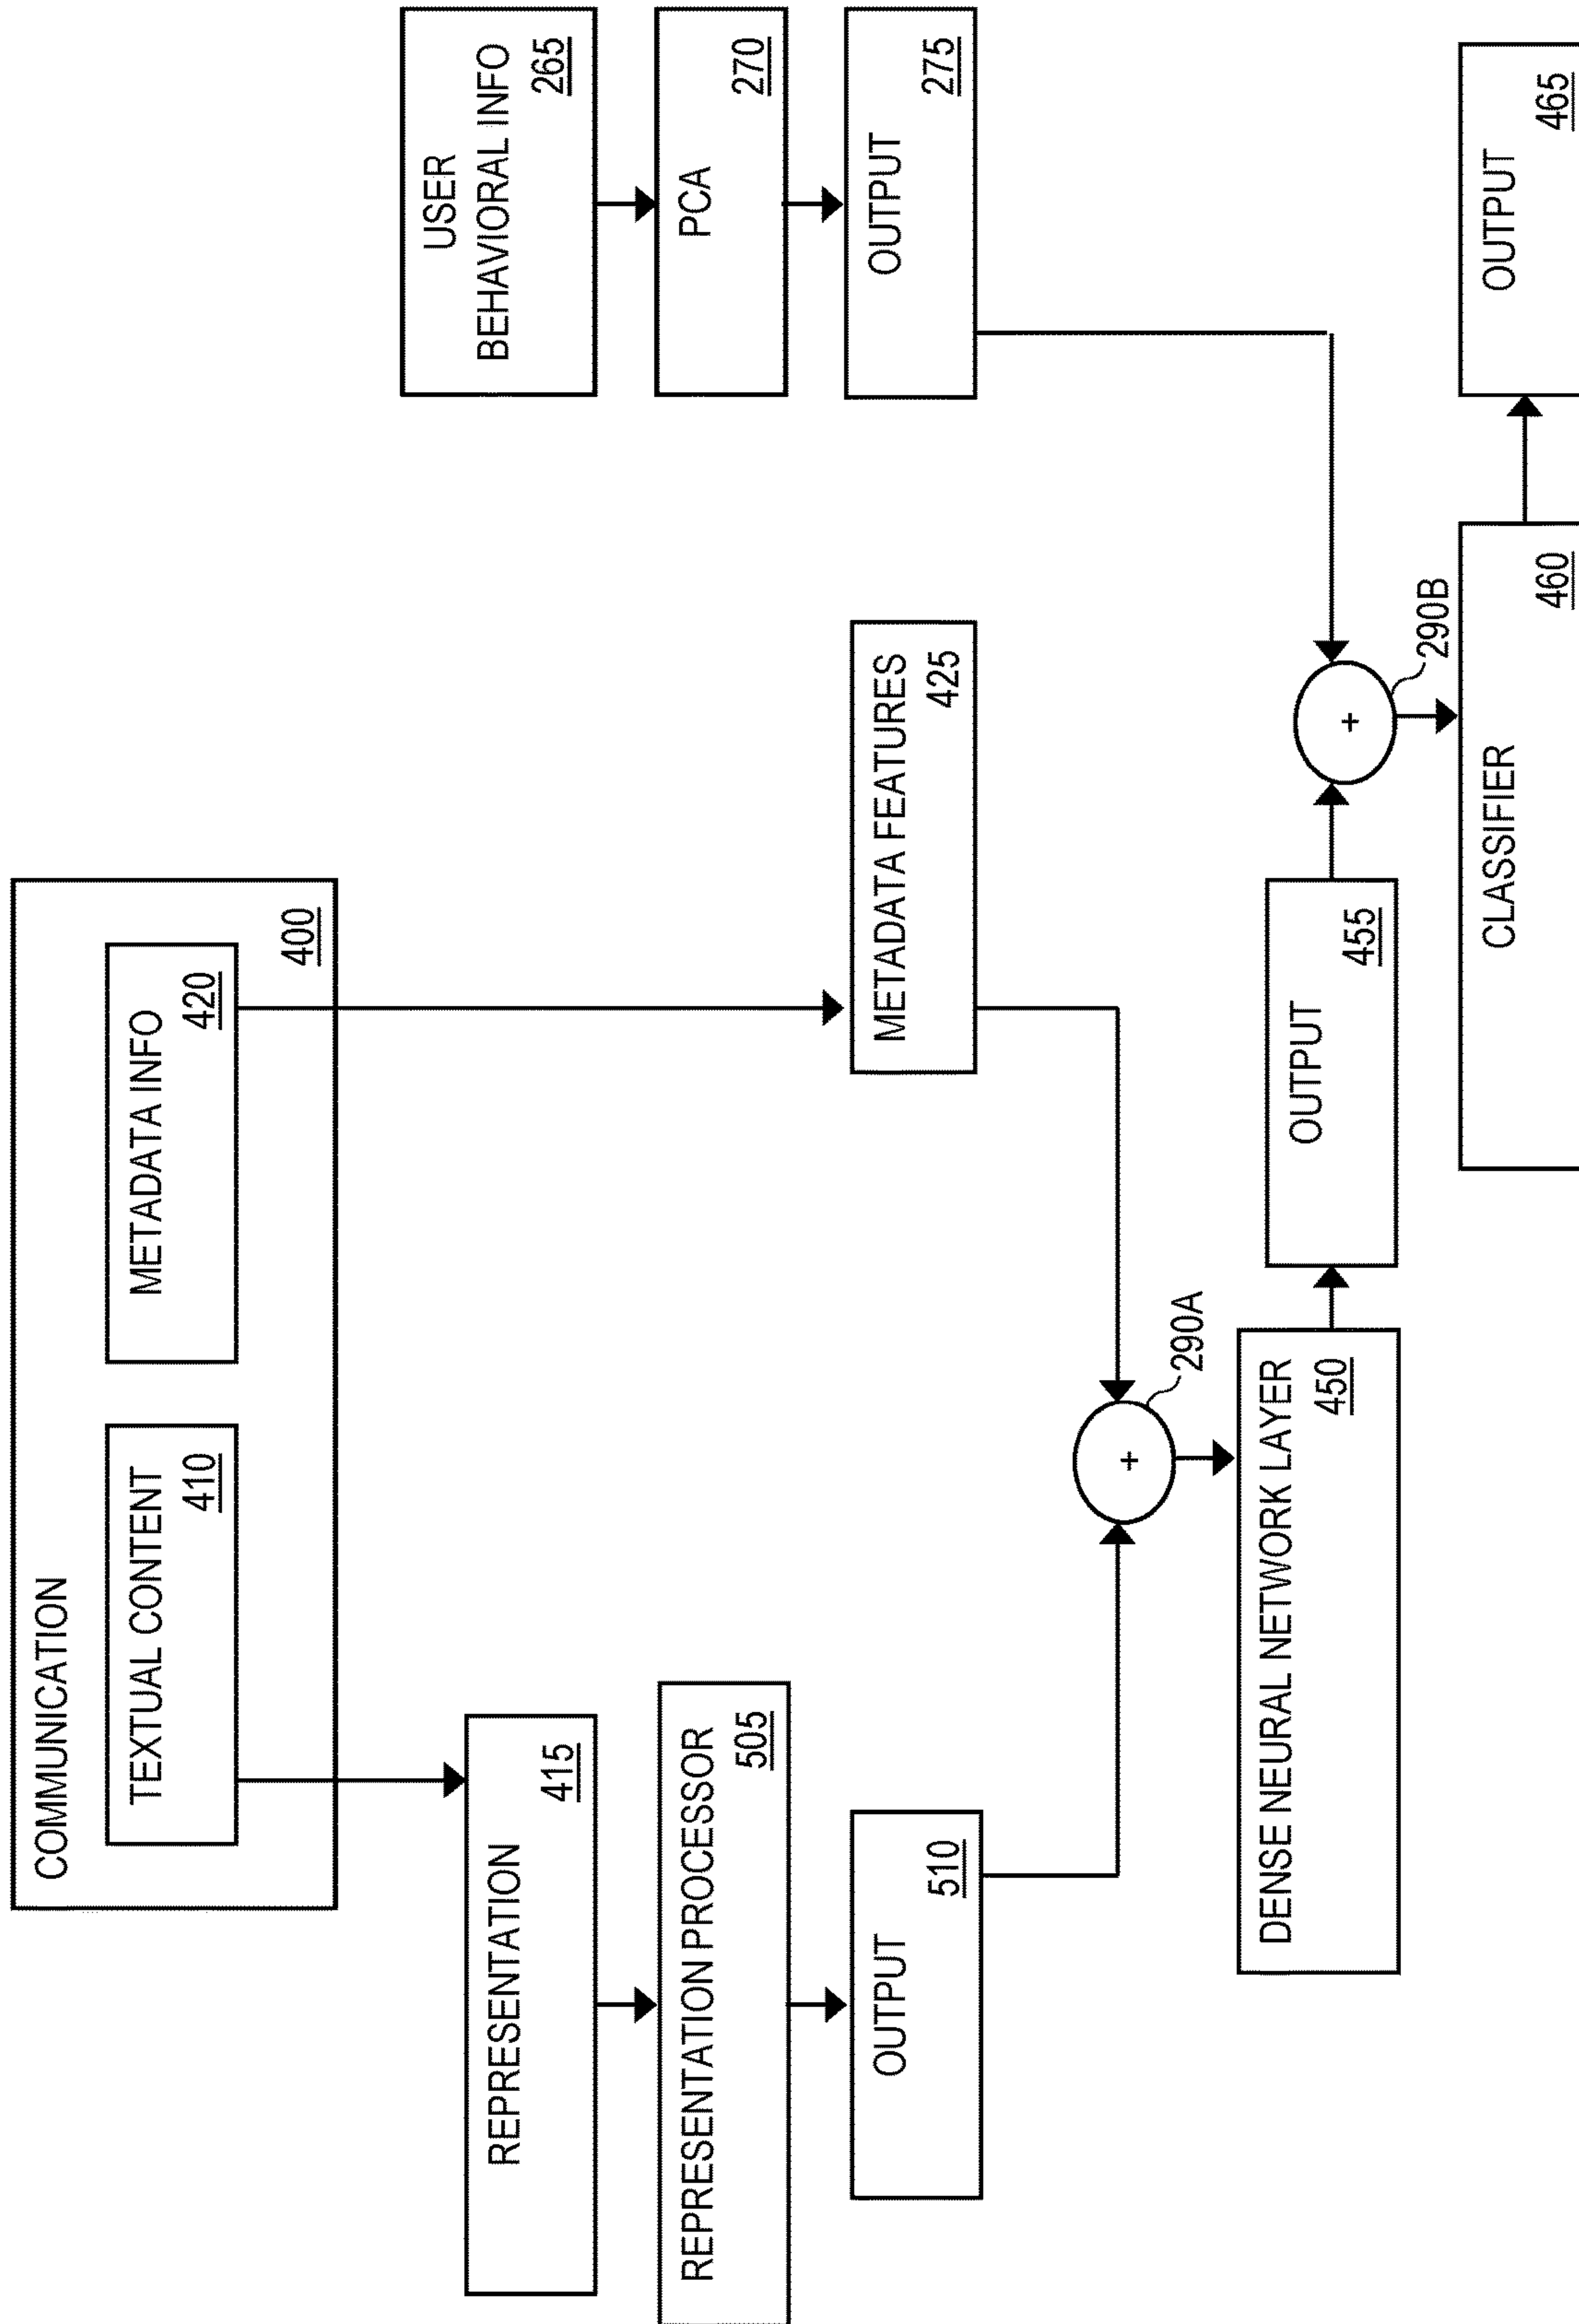 COMMUNICATION
TEXTUAL CONTENT
410
METADATA INFO
420
400
USER
BEHAVIORAL INFO
265
REPRESENTATION
415
PCA
270
REPRESENTATION PROCESSOR
505
OUTPUT
510
METADATA FEATURES
425
OUTPUT
275
+
290A
DENSE NEURAL NETWORK LAYER
450
OUTPUT
455
+
290B
CLASSIFIER
460
OUTPUT
465